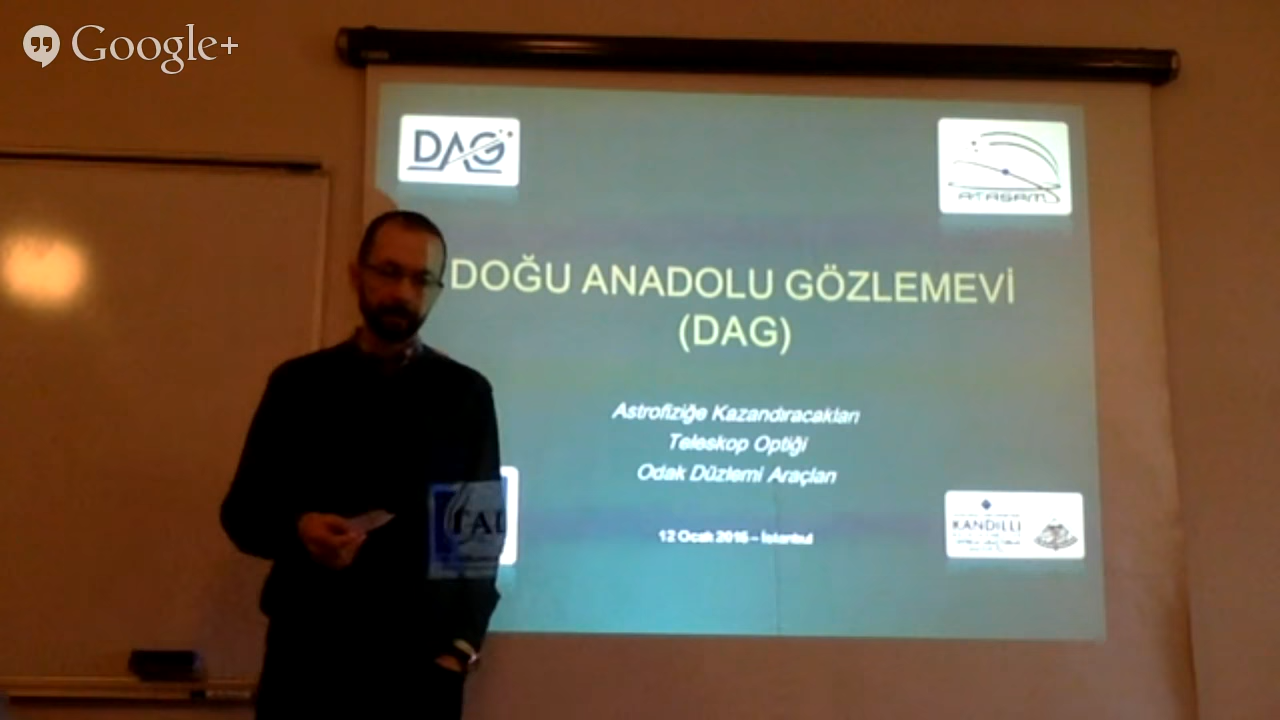 Google+
DAG
ATASAM
DOĞU ANADOLU GÖZLEMEVİ
(DAG)
Astrofiziğe Kazandıracakları
Teleskop Optiği
Odak Düzlemi Araçları
12 Ocak 2015 – İstanbul
KANDİLLİ